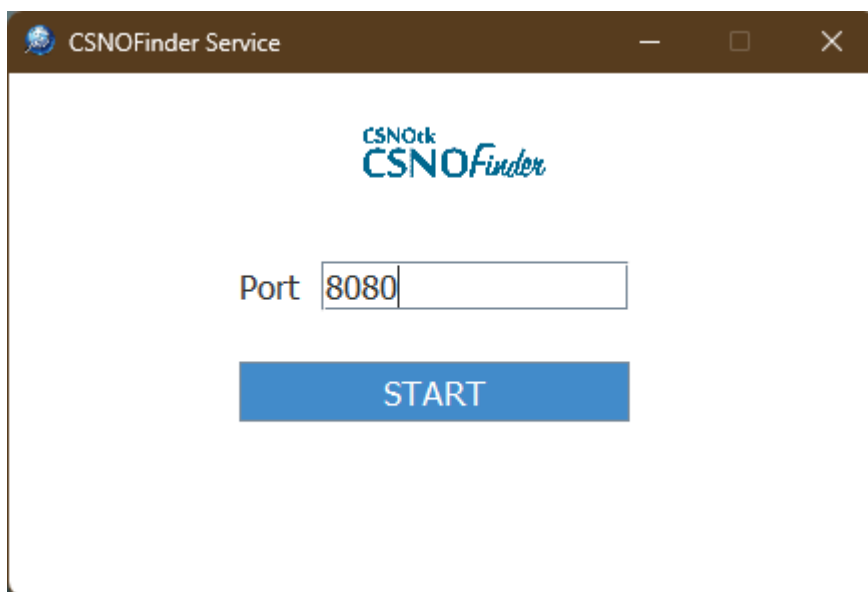 CSNOFinder Service
CSNOtk
CSNOFinder
Port 8080
START